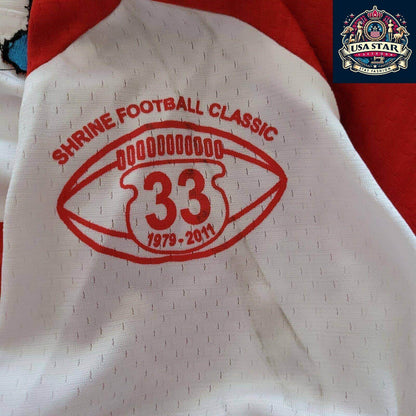 USA STAR
SHRINE FOOTBALL CLASSIC
33
1979-2011